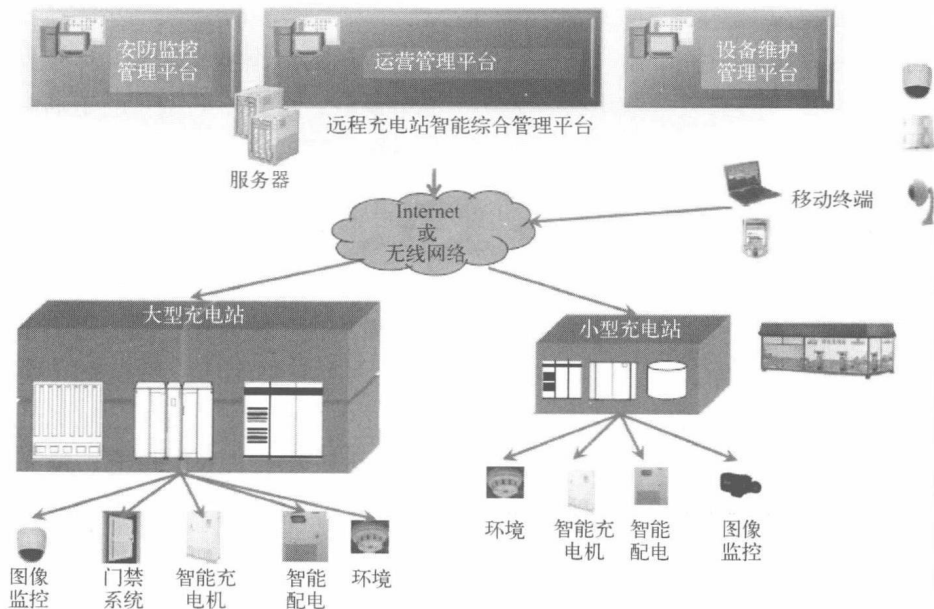 安防监控
管理平台
运营管理平台
设备维护
管理平台
远程充电站智能综合管理平台
服务器
Internet
或
无线网络
移动终端
大型充电站
小型充电站
环境
智能充
电机
智能
配电
图像
监控
图像
监控
门禁
系统
智能充
电机
智能
配电
环境